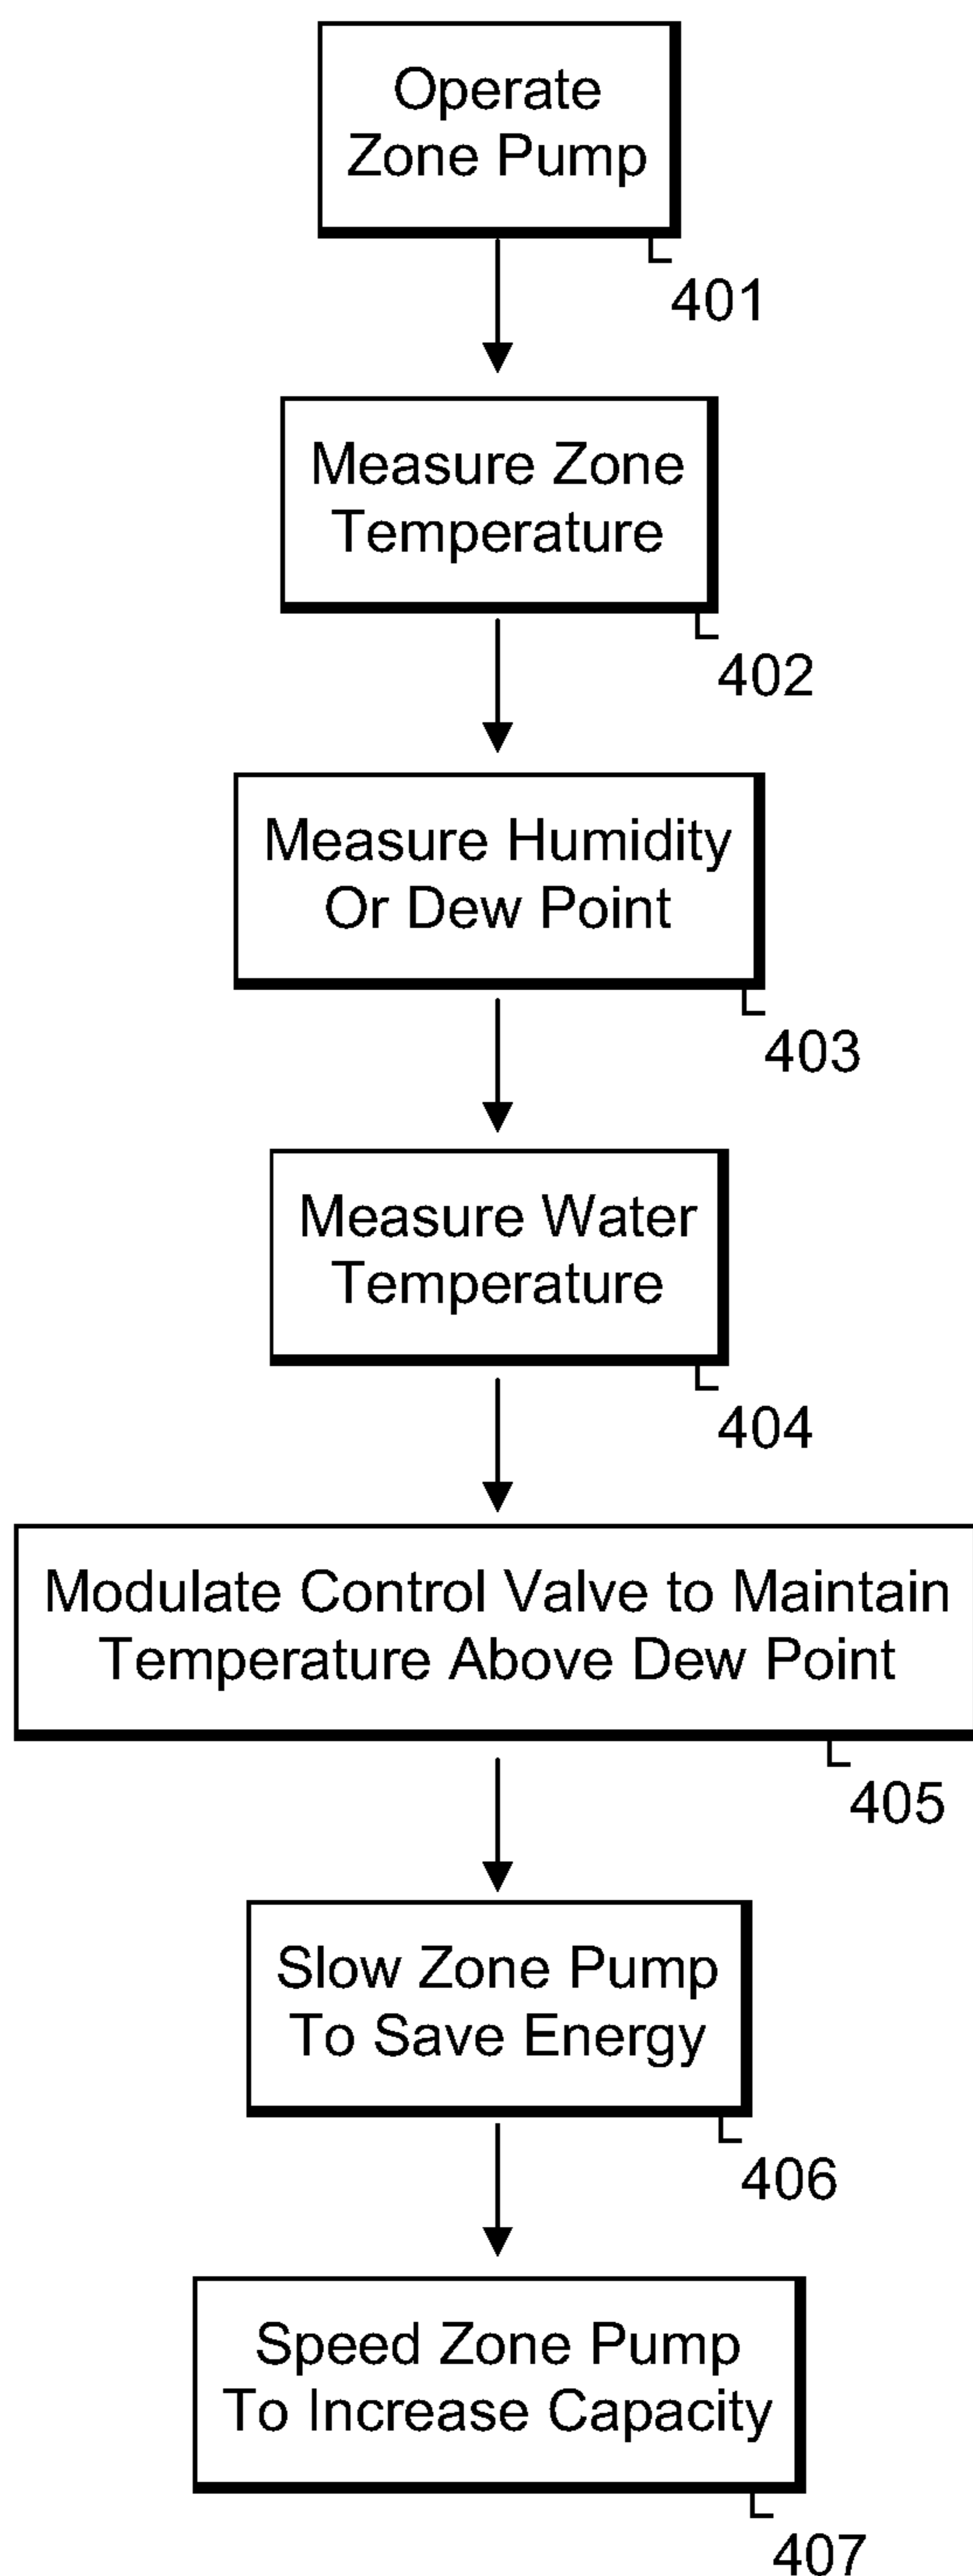 Operate
Zone Pump
401
Measure Zone
Temperature
402
Measure Humidity
Or Dew Point
403
Measure Water
Temperature
404
Modulate Control Valve to Maintain
Temperature Above Dew Point
405
Slow Zone Pump
To Save Energy
406
Speed Zone Pump
To Increase Capacity
407